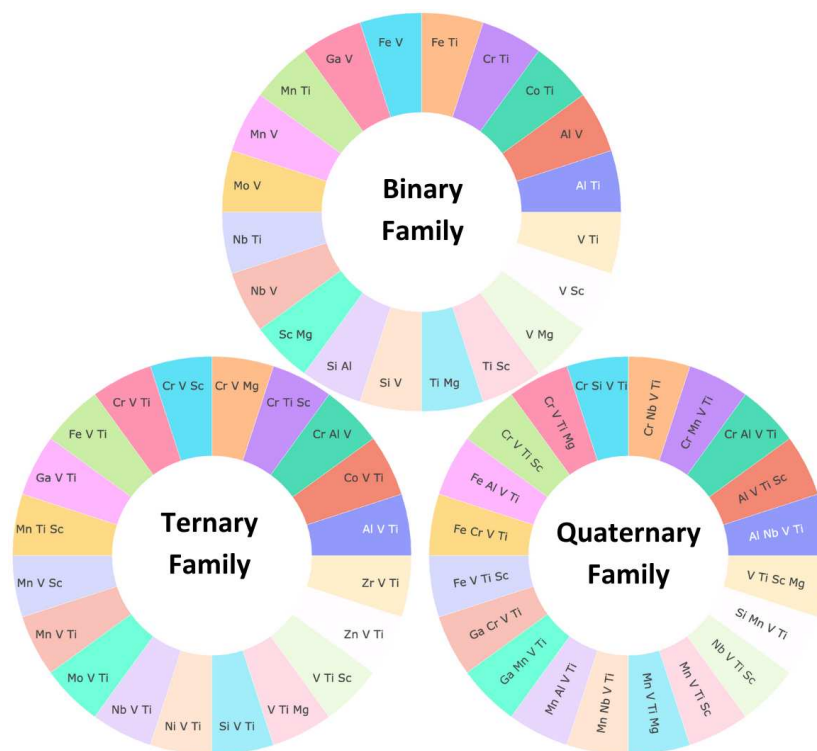 Fe V
Fe Ti
Cr Ti
Co Ti
Al V
Al Ti
V Ti
V Sc
V Mg
Ti Sc
Ti Mg
Si V
Si Al
Sc Mg
Nb V
Nb Ti
Mo V
Mn V
Mn Ti
Ga V
Binary
Family
Cr V Sc
Cr V Mg
Cr Ti Sc
Cr Al V
Co V Ti
Al V Ti
Zr V Ti
Zn V Ti
V Ti Sc
V Ti Mg
Si V Ti
Ni V Ti
Nb V Ti
Mo V Ti
Mn V Ti
Mn V Sc
Mn Ti Sc
Ga V Ti
Fe V Ti
Cr V Ti
Ternary
Family
Cr Si V Ti
Cr Nb V Ti
Cr Mn V Ti
Cr Al V Ti
Al V Ti Sc
Al Nb V Ti
V Ti Sc Mg
Si Mn V Ti
Nb V Ti Sc
Mn V Ti Sc
Mn V Ti Mg
Mn Nb V Ti
Mn Al V Ti
Ga Mn V Ti
Ga Cr V Ti
Fe V Ti Sc
Fe Cr V Ti
Fe Al V Ti
Cr V Ti Sc
Cr V Ti Mg
Quaternary
Family